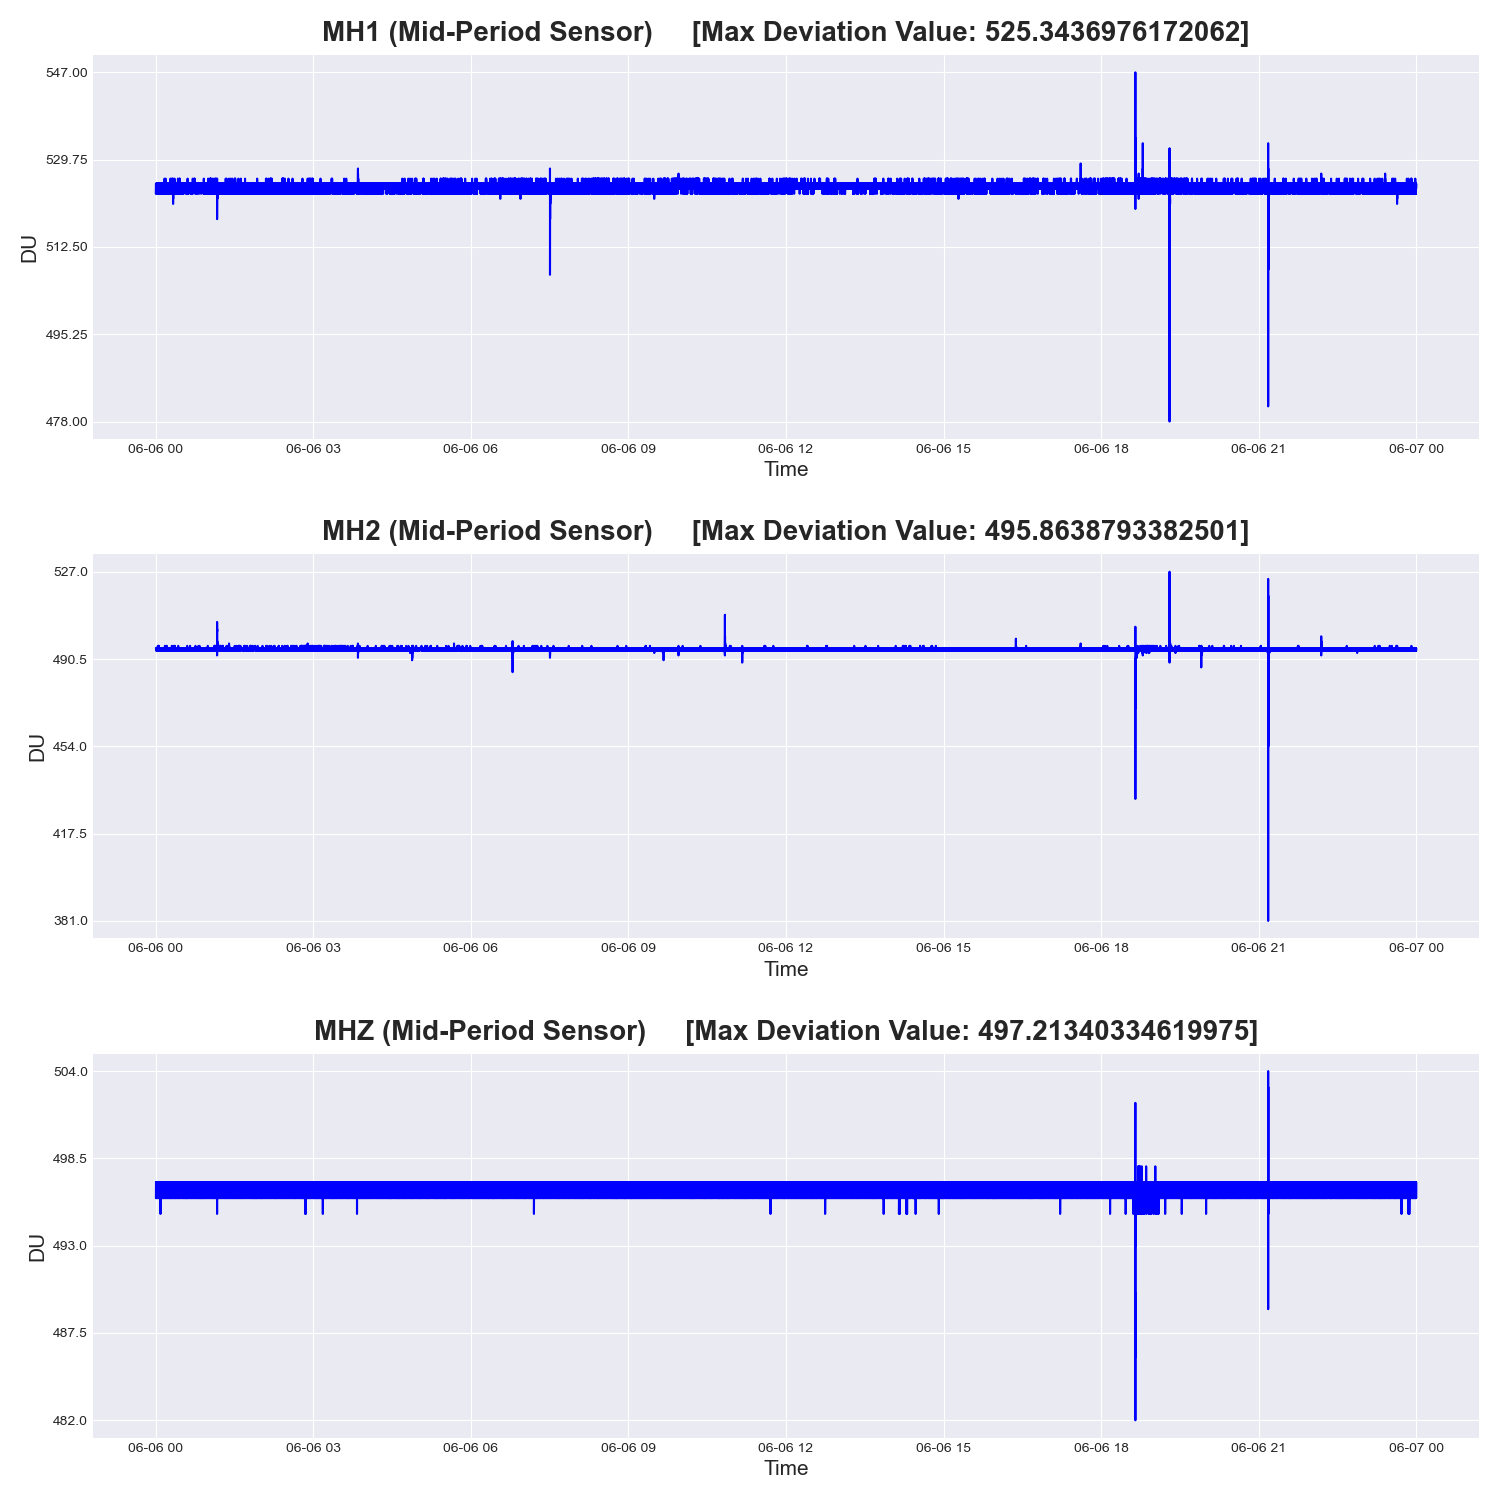 MH1 (Mid-Period Sensor) [Max Deviation Value: 525.3436976172062]
547.00
529.75
512.50
495.25
478.00
DU
06-06 00 06-06 03 06-06 06 06-06 09 06-06 12 06-06 15 06-06 18 06-06 21 06-07 00
Time
MH2 (Mid-Period Sensor) [Max Deviation Value: 495.8638793382501]
527.0
490.5
454.0
417.5
381.0
DU
06-06 00 06-06 03 06-06 06 06-06 09 06-06 12 06-06 15 06-06 18 06-06 21 06-07 00
Time
MHZ (Mid-Period Sensor) [Max Deviation Value: 497.21340334619975]
504.0
498.5
493.0
487.5
482.0
DU
06-06 00 06-06 03 06-06 06 06-06 09 06-06 12 06-06 15 06-06 18 06-06 21 06-07 00
Time